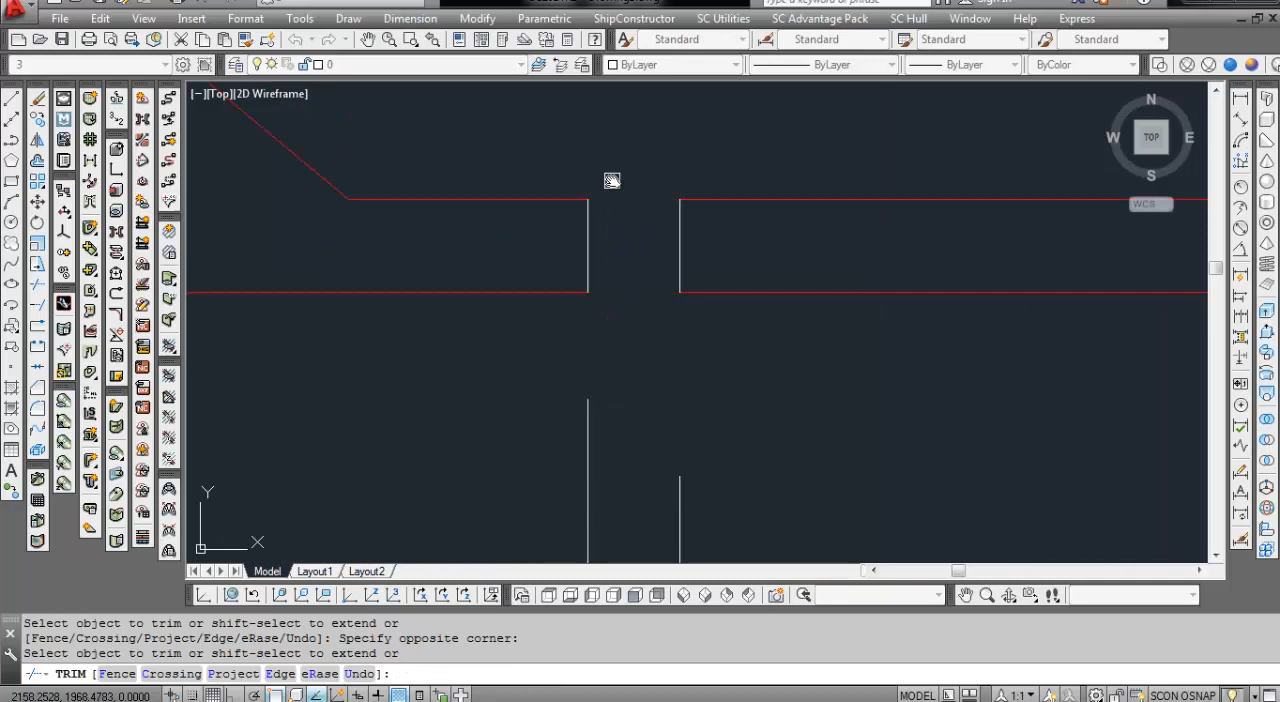 File Edit View Insert Format Tools Draw Dimension Modify Parametric ShipConstructor SC Utilities SC Advantage Pack SC Hull Window Help Express
Standard Standard Standard Standard
3 0 ByLayer ByLayer ByLayer ByColor
[−][Top][2D Wireframe]
N
W TOP E
S
WCS
Y
X
Model Layout1 Layout2
Select object to trim or shift-select to extend or
[Fence/Crossing/Project/Edge/eRase/Undo]: Specify opposite corner:
Select object to trim or shift-select to extend or
TRIM [Fence Crossing Project Edge eRase Undo]:
2158.2528, 1968.4783, 0.0000 MODEL 1:1 SCON OSNAP